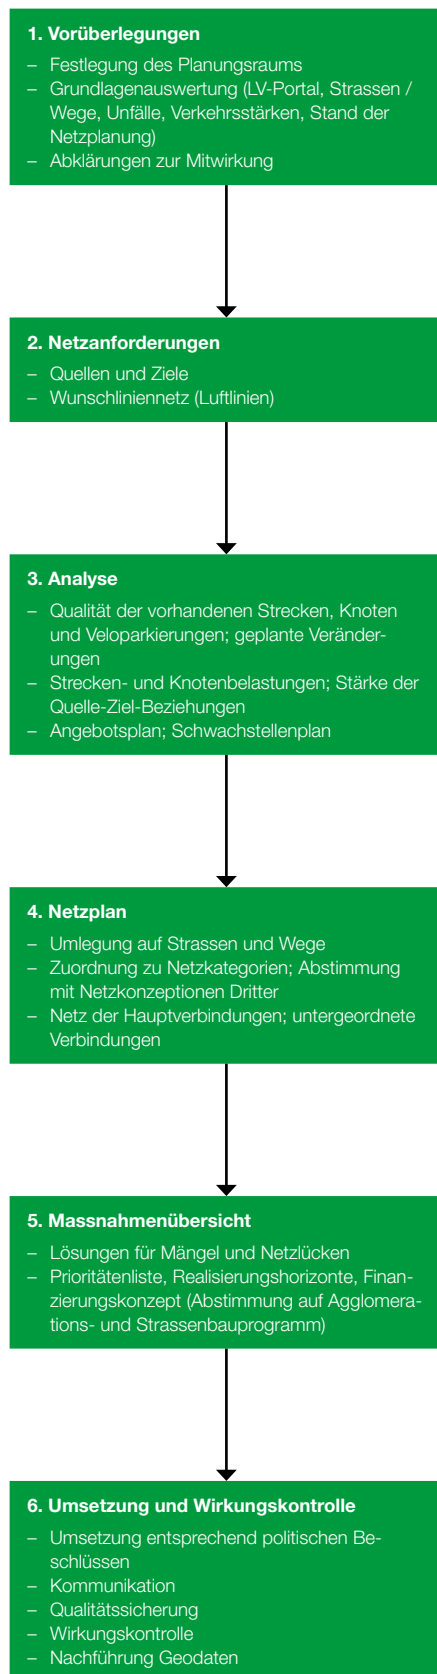 1. Vorüberlegungen
– Festlegung des Planungsraums
– Grundlagenauswertung (LV-Portal, Strassen /
Wege, Unfälle, Verkehrsstärken, Stand der
Netzplanung)
– Abklärungen zur Mitwirkung
2. Netzanforderungen
– Quellen und Ziele
– Wunschliniennetz (Luftlinien)
3. Analyse
– Qualität der vorhandenen Strecken, Knoten
und Veloparkierungen; geplante Veränder-
ungen
– Strecken- und Knotenbelastungen; Stärke der
Quelle-Ziel-Beziehungen
– Angebotsplan; Schwachstellenplan
4. Netzplan
– Umlegung auf Strassen und Wege
– Zuordnung zu Netzkategorien; Abstimmung
mit Netzkonzeptionen Dritter
– Netz der Hauptverbindungen; untergeordnete
Verbindungen
5. Massnahmenübersicht
– Lösungen für Mängel und Netzlücken
– Prioritätenliste, Realisierungshorizonte, Finan-
zierungskonzept (Abstimmung auf Agglomera-
tions- und Strassenbauprogramm)
6. Umsetzung und Wirkungskontrolle
– Umsetzung entsprechend politischen Be-
schlüssen
– Kommunikation
– Qualitätssicherung
– Wirkungskontrolle
– Nachführung Geodaten